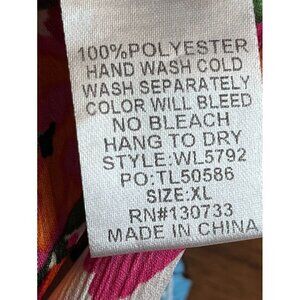 100%POLYESTER
HAND WASH COLD
WASH SEPARATELY
COLOR WILL BLEED
NO BLEACH
HANG TO DRY
STYLE:WL5792
PO:TL50586
SIZE:XL
RN#130733
MADE IN CHINA